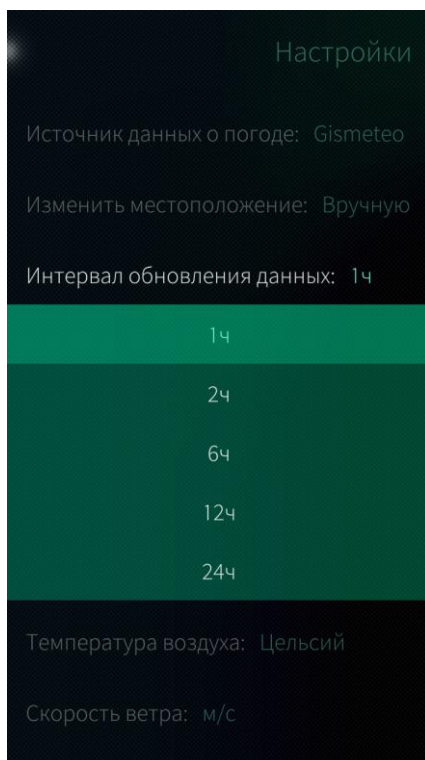 Настройки
Источник данных о погоде: Gismeteo
Изменить местоположение: Вручную
Интервал обновления данных: 1ч
1ч
2ч
6ч
12ч
24ч
Температура воздуха: Цельсий
Скорость ветра: м/с